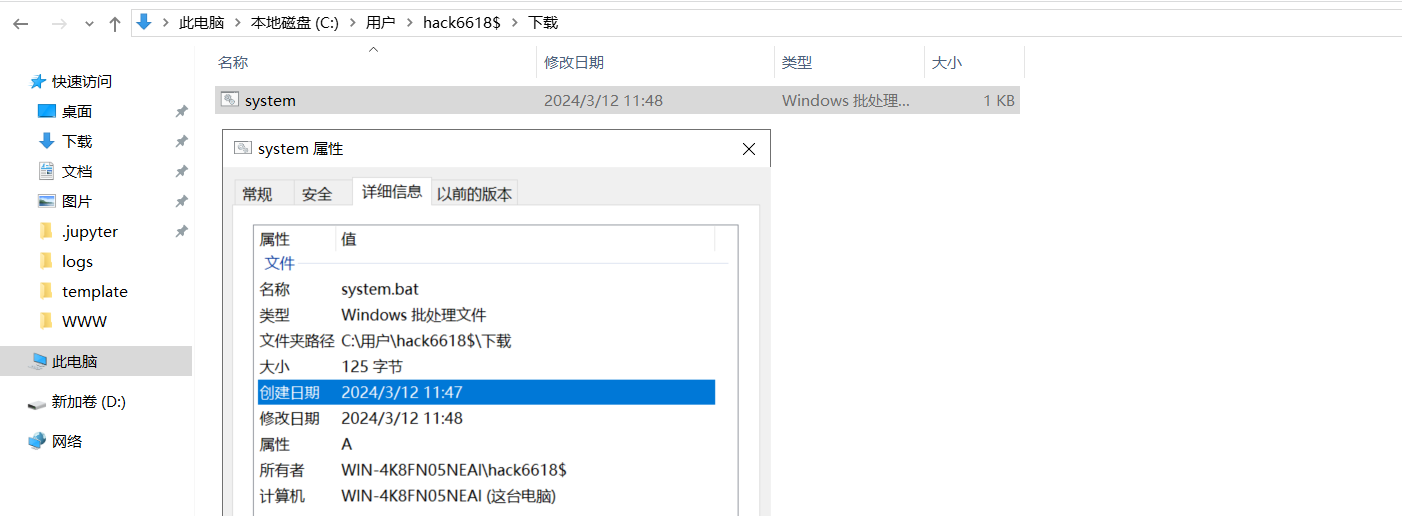 此电脑 > 本地磁盘 (C:) > 用户 > hack6618$ > 下载
名称 修改日期 类型 大小
快速访问
桌面
下载
文档
图片
.jupyter
logs
template
WWW
此电脑
新加卷 (D:)
网络
system 2024/3/12 11:48 Windows 批处理... 1 KB
system 属性
常规 安全 详细信息 以前的版本
属性 值
文件
名称 system.bat
类型 Windows 批处理文件
文件夹路径 C:\用户\hack6618$\下载
大小 125 字节
创建日期 2024/3/12 11:47
修改日期 2024/3/12 11:48
属性 A
所有者 WIN-4K8FN05NEAI\hack6618$
计算机 WIN-4K8FN05NEAI (这台电脑)